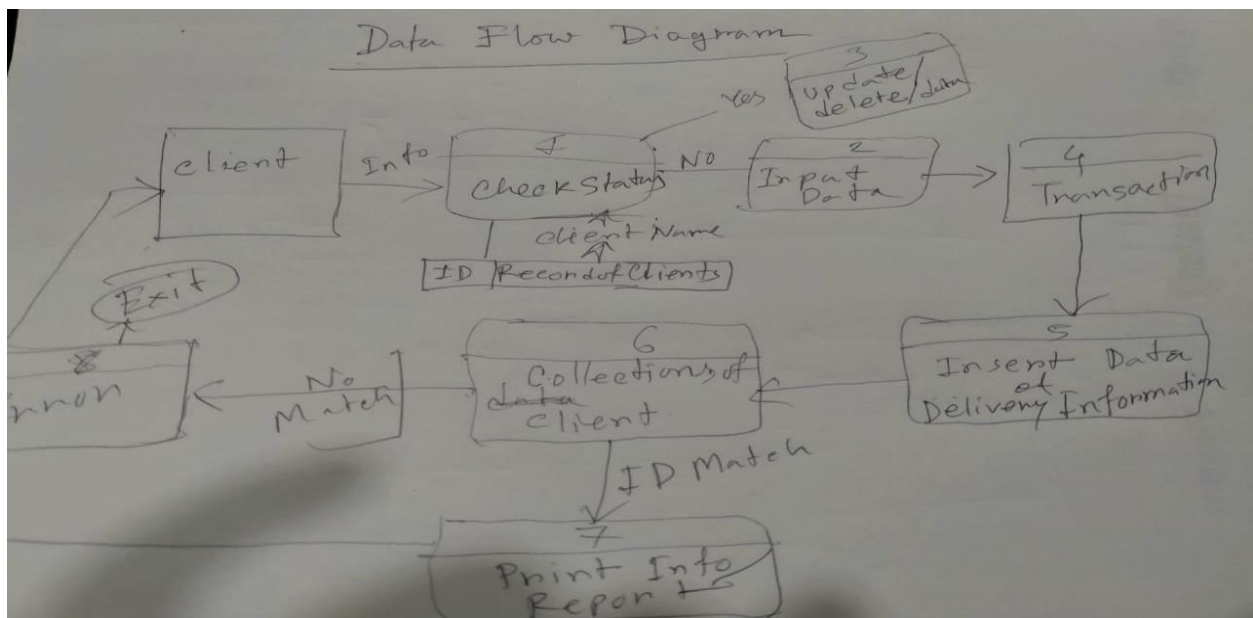 Data Flow Diagram
3
update/
delete/data
Yes
Client
Info
1
Check Status
No
2
Input
Data
4
Transaction
Client Name
ID Record of Clients
Exit
8
rror
No
Match
6
Collections of
data
Client
5
Insert Data
of
Delivery Information
ID Match
7
Print Info
Report